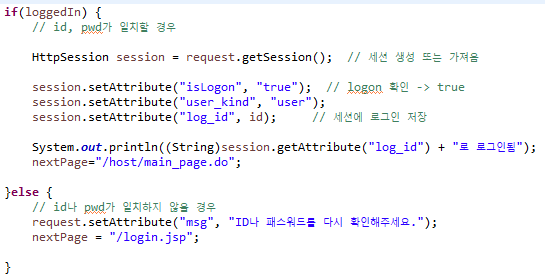 if(loggedIn) {
// id, pwd가 일치할 경우
HttpSession session = request.getSession();  // 세션 생성 또는 가져옴
session.setAttribute("isLogon", "true");  // logon 확인 -> true
session.setAttribute("user_kind", "user");
session.setAttribute("log_id", id);     // 세션에 로그인 저장
System.out.println((String)session.getAttribute("log_id") + "로 로그인됨");
nextPage="/host/main_page.do";
}else {
// id나 pwd가 일치하지 않을 경우
request.setAttribute("msg", "ID나 패스워드를 다시 확인해주세요.");
nextPage = "/login.jsp";
}